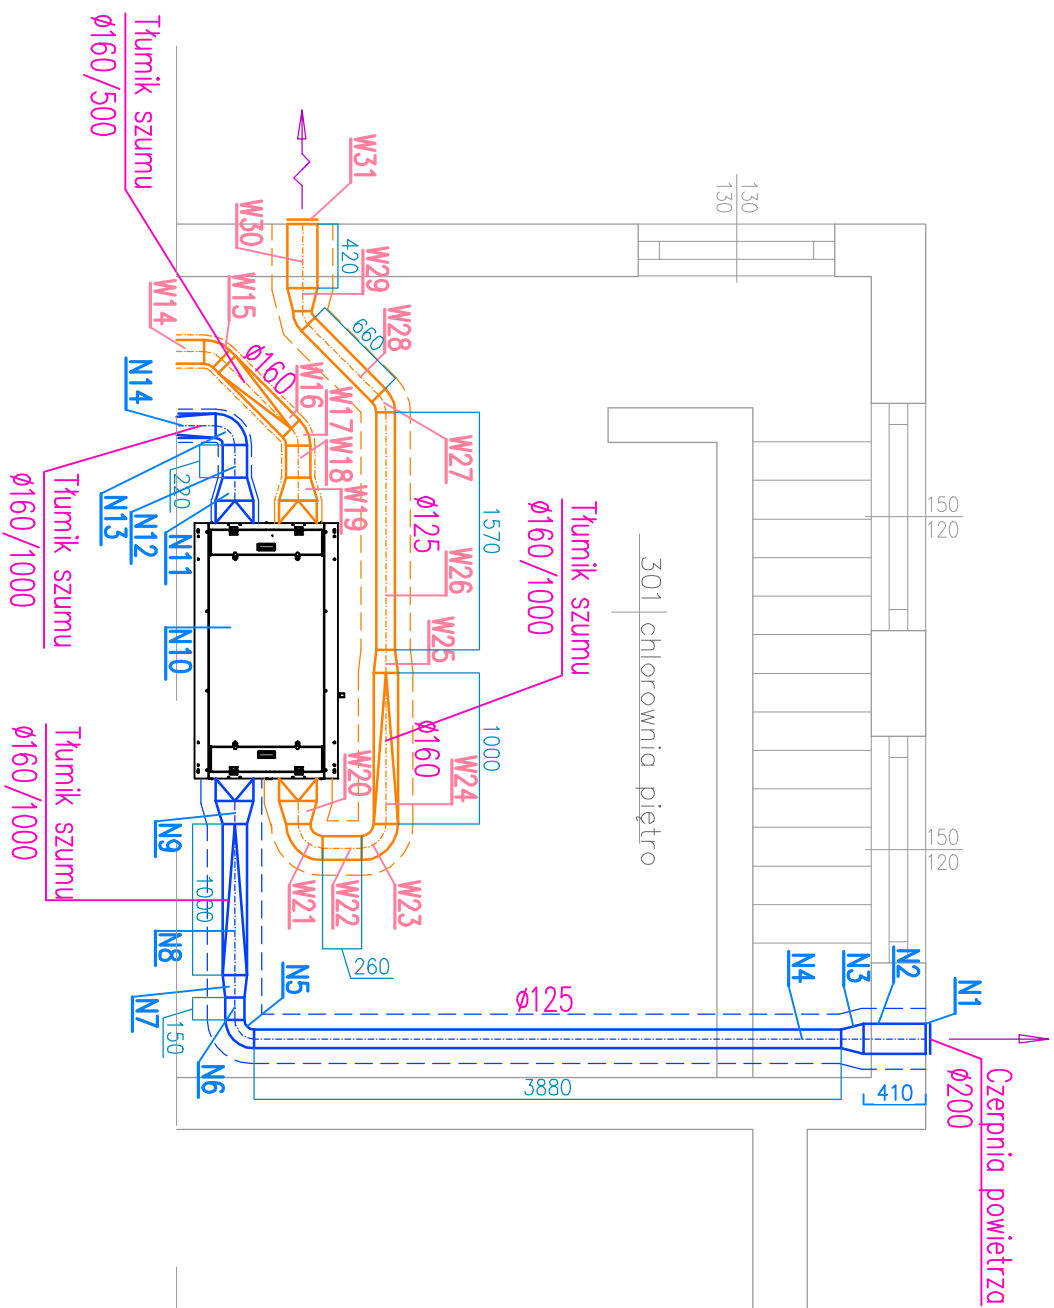 Tłumik szumu
ø160/500
W31
W30
420
W29
W15
W14
ø160
660
W28
W16
W17
W18
W19
W27
N14
N13
N12
N11
220
Tłumik szumu
ø160/1000
ø125
1570
W26
W25
Tłumik szumu
ø160/1000
N10
ø160
1000
W24
W20
W21
W22
W23
260
Tłumik szumu
ø160/1000
N9
1000
N8
N7
150
N6
N5
ø125
3880
N4
N3
N2
N1
410
Czerpnia powietrza
ø200
301 chlorownia piętro
130
130
150
120
150
120